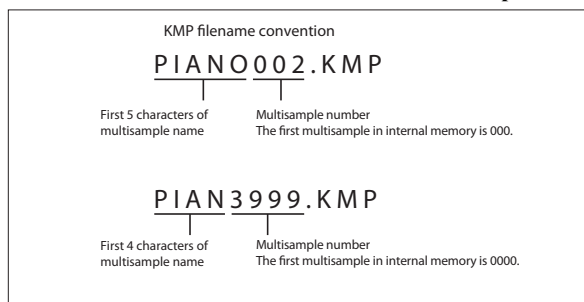 KMP filename convention
PIANO002.KMP
First 5 characters of
multisample name
Multisample number
The first multisample in internal memory is 000.
PIAN3999.KMP
First 4 characters of
multisample name
Multisample number
The first multisample in internal memory is 0000.